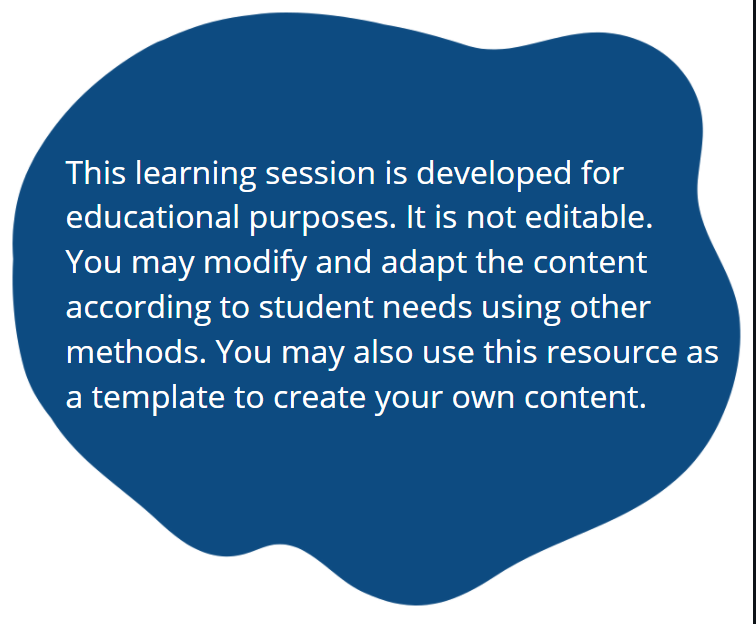 This learning session is developed for
educational purposes. It is not editable.
You may modify and adapt the content
according to student needs using other
methods. You may also use this resource as
a template to create your own content.